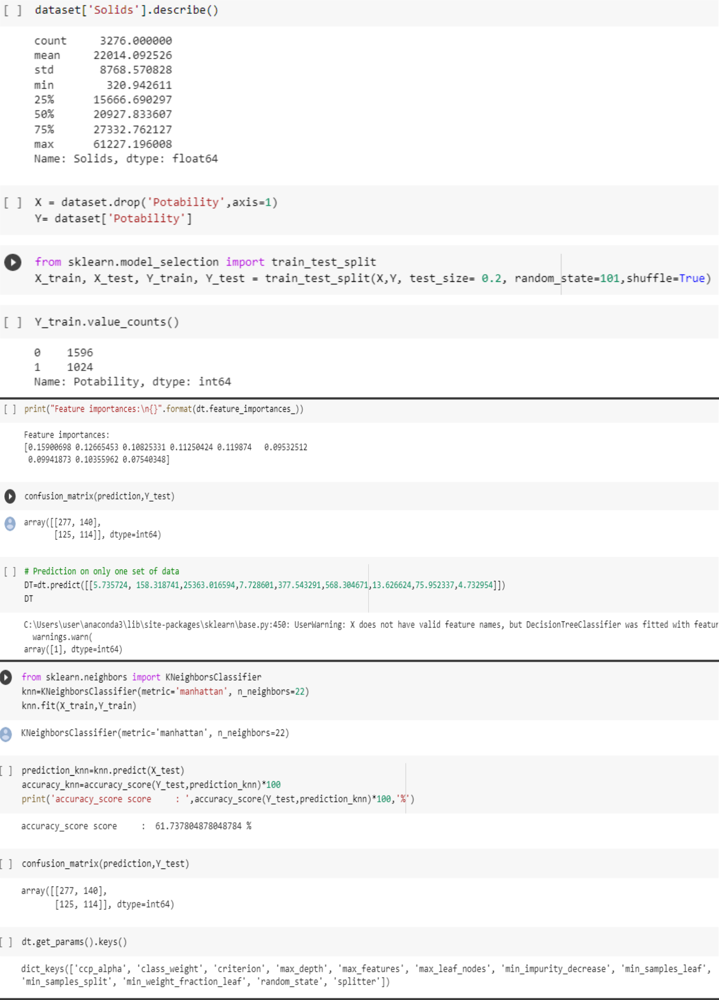 [ ] dataset['Solids'].describe()
count 3276.000000
mean 22014.092526
std 8768.570828
min 320.942611
25% 15666.690297
50% 20927.833607
75% 27332.762127
max 61227.196008
Name: Solids, dtype: float64
[ ] X = dataset.drop('Potability',axis=1)
Y= dataset['Potability']
from sklearn.model_selection import train_test_split
X_train, X_test, Y_train, Y_test = train_test_split(X,Y, test_size= 0.2, random_state=101,shuffle=True)
[ ] Y_train.value_counts()
0 1596
1 1024
Name: Potability, dtype: int64
[ ] print("Feature importances:\n{}".format(dt.feature_importances_))
Feature importances:
[0.15900698 0.12665453 0.10825331 0.11250424 0.119874 0.09532512
0.09941873 0.10355962 0.07540348]
confusion_matrix(prediction,Y_test)
array([[277, 140],
[125, 114]], dtype=int64)
[ ] # Prediction on only one set of data
DT=dt.predict([[5.735724, 158.318741,25363.016594,7.728601,377.543291,568.304671,13.626624,75.952337,4.732954]])
DT
C:\Users\user\anaconda3\lib\site-packages\sklearn\base.py:450: UserWarning: X does not have valid feature names, but DecisionTreeClassifier was fitted with featur
warnings.warn(
array([1], dtype=int64)
from sklearn.neighbors import KNeighborsClassifier
knn=KNeighborsClassifier(metric='manhattan', n_neighbors=22)
knn.fit(X_train,Y_train)
KNeighborsClassifier(metric='manhattan', n_neighbors=22)
[ ] prediction_knn=knn.predict(X_test)
accuracy_knn=accuracy_score(Y_test,prediction_knn)*100
print('accuracy_score score     : ',accuracy_score(Y_test,prediction_knn)*100,'%')
accuracy_score score     :  61.737804878048784 %
[ ] confusion_matrix(prediction,Y_test)
array([[277, 140],
[125, 114]], dtype=int64)
[ ] dt.get_params().keys()
dict_keys(['ccp_alpha', 'class_weight', 'criterion', 'max_depth', 'max_features', 'max_leaf_nodes', 'min_impurity_decrease', 'min_samples_leaf',
'min_samples_split', 'min_weight_fraction_leaf', 'random_state', 'splitter'])